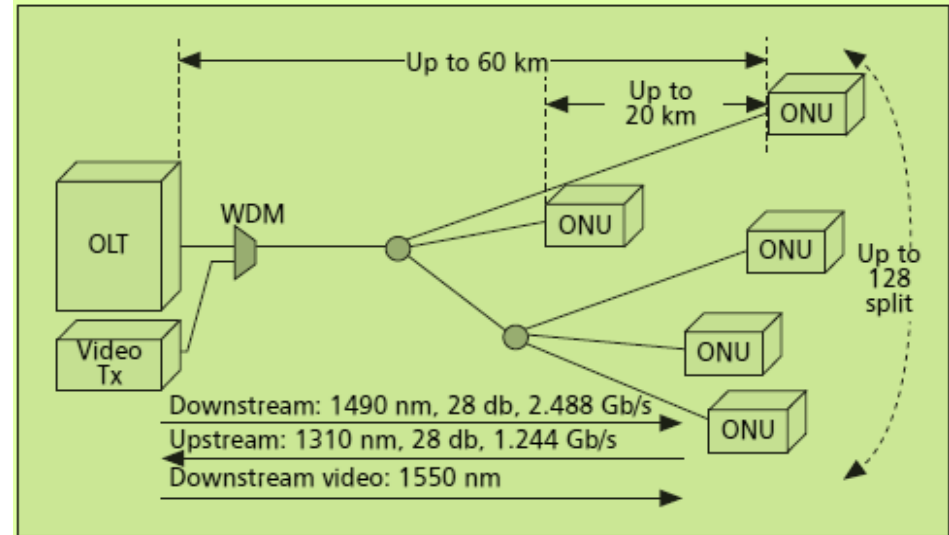 Up to 60 km
Up to
20 km
ONU
WDM
ONU
OLT
ONU
Up to
128
split
Video
Tx
ONU
Downstream: 1490 nm, 28 db, 2.488 Gb/s
ONU
Upstream: 1310 nm, 28 db, 1.244 Gb/s
Downstream video: 1550 nm